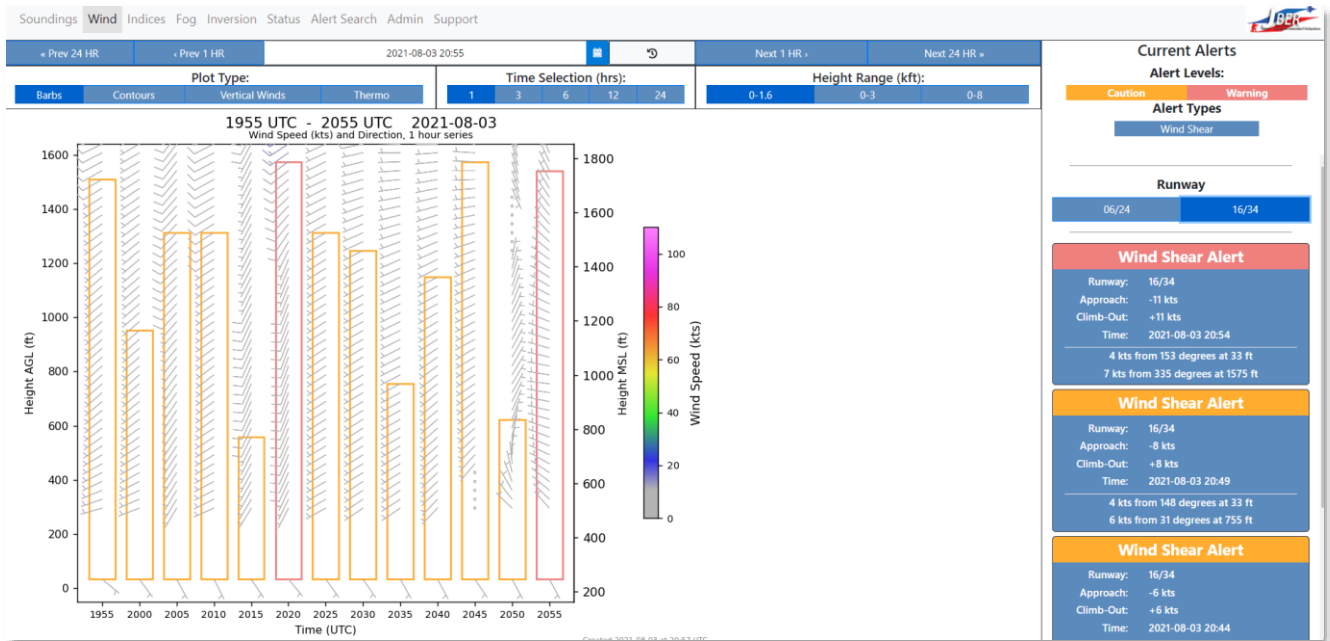 Soundings Wind Indices Fog Inversion Status Alert Search Admin Support
JBER
« Prev 24 HR ‹ Prev 1 HR 2021-08-03 20:55 Next 1 HR › Next 24 HR »
Plot Type: Time Selection (hrs): Height Range (kft):
Barbs Contours Vertical Winds Thermo 1 3 6 12 24 0-1.6 0-3 0-8
1955 UTC - 2055 UTC 2021-08-03
Wind Speed (kts) and Direction, 1 hour series
Height AGL (ft)
1600
1400
1200
1000
800
600
400
200
0
1955 2000 2005 2010 2015 2020 2025 2030 2035 2040 2045 2050 2055
Time (UTC)
1800
1600
1400
1200
1000
800
600
400
200
Height MSL (ft)
100
80
60
40
20
0
Wind Speed (kts)
Created 2021-08-03 at 20:57 UTC
Current Alerts
Alert Levels:
Caution Warning
Alert Types
Wind Shear
Runway
06/24 16/34
Wind Shear Alert
Runway: 16/34
Approach: -11 kts
Climb-Out: +11 kts
Time: 2021-08-03 20:54
4 kts from 153 degrees at 33 ft
7 kts from 335 degrees at 1575 ft
Wind Shear Alert
Runway: 16/34
Approach: -8 kts
Climb-Out: +8 kts
Time: 2021-08-03 20:49
4 kts from 148 degrees at 33 ft
6 kts from 31 degrees at 755 ft
Wind Shear Alert
Runway: 16/34
Approach: -6 kts
Climb-Out: +6 kts
Time: 2021-08-03 20:44